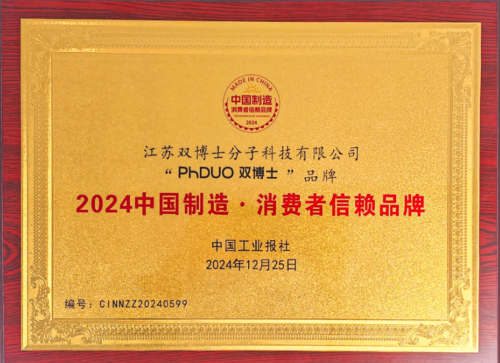 MADE IN CHINA
中国制造
消费者信赖品牌
2024
江苏双博士分子科技有限公司
“PhDUO 双博士”品牌
2024中国制造·消费者信赖品牌
中国工业报社
2024年12月25日
编号：CINNZZ20240599